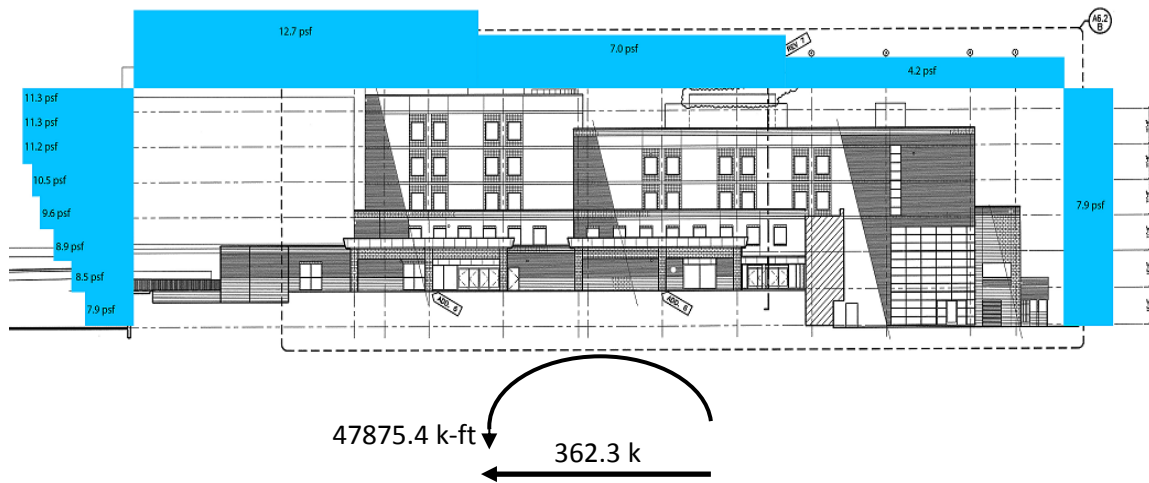 A6.2
B
12.7 psf
7.0 psf
REV. 7
4.2 psf
11.3 psf
11.3 psf
11.2 psf
10.5 psf
9.6 psf
8.9 psf
8.5 psf
7.9 psf
7.9 psf
ADD. 6
ADD. 6
47875.4 k-ft
362.3 k